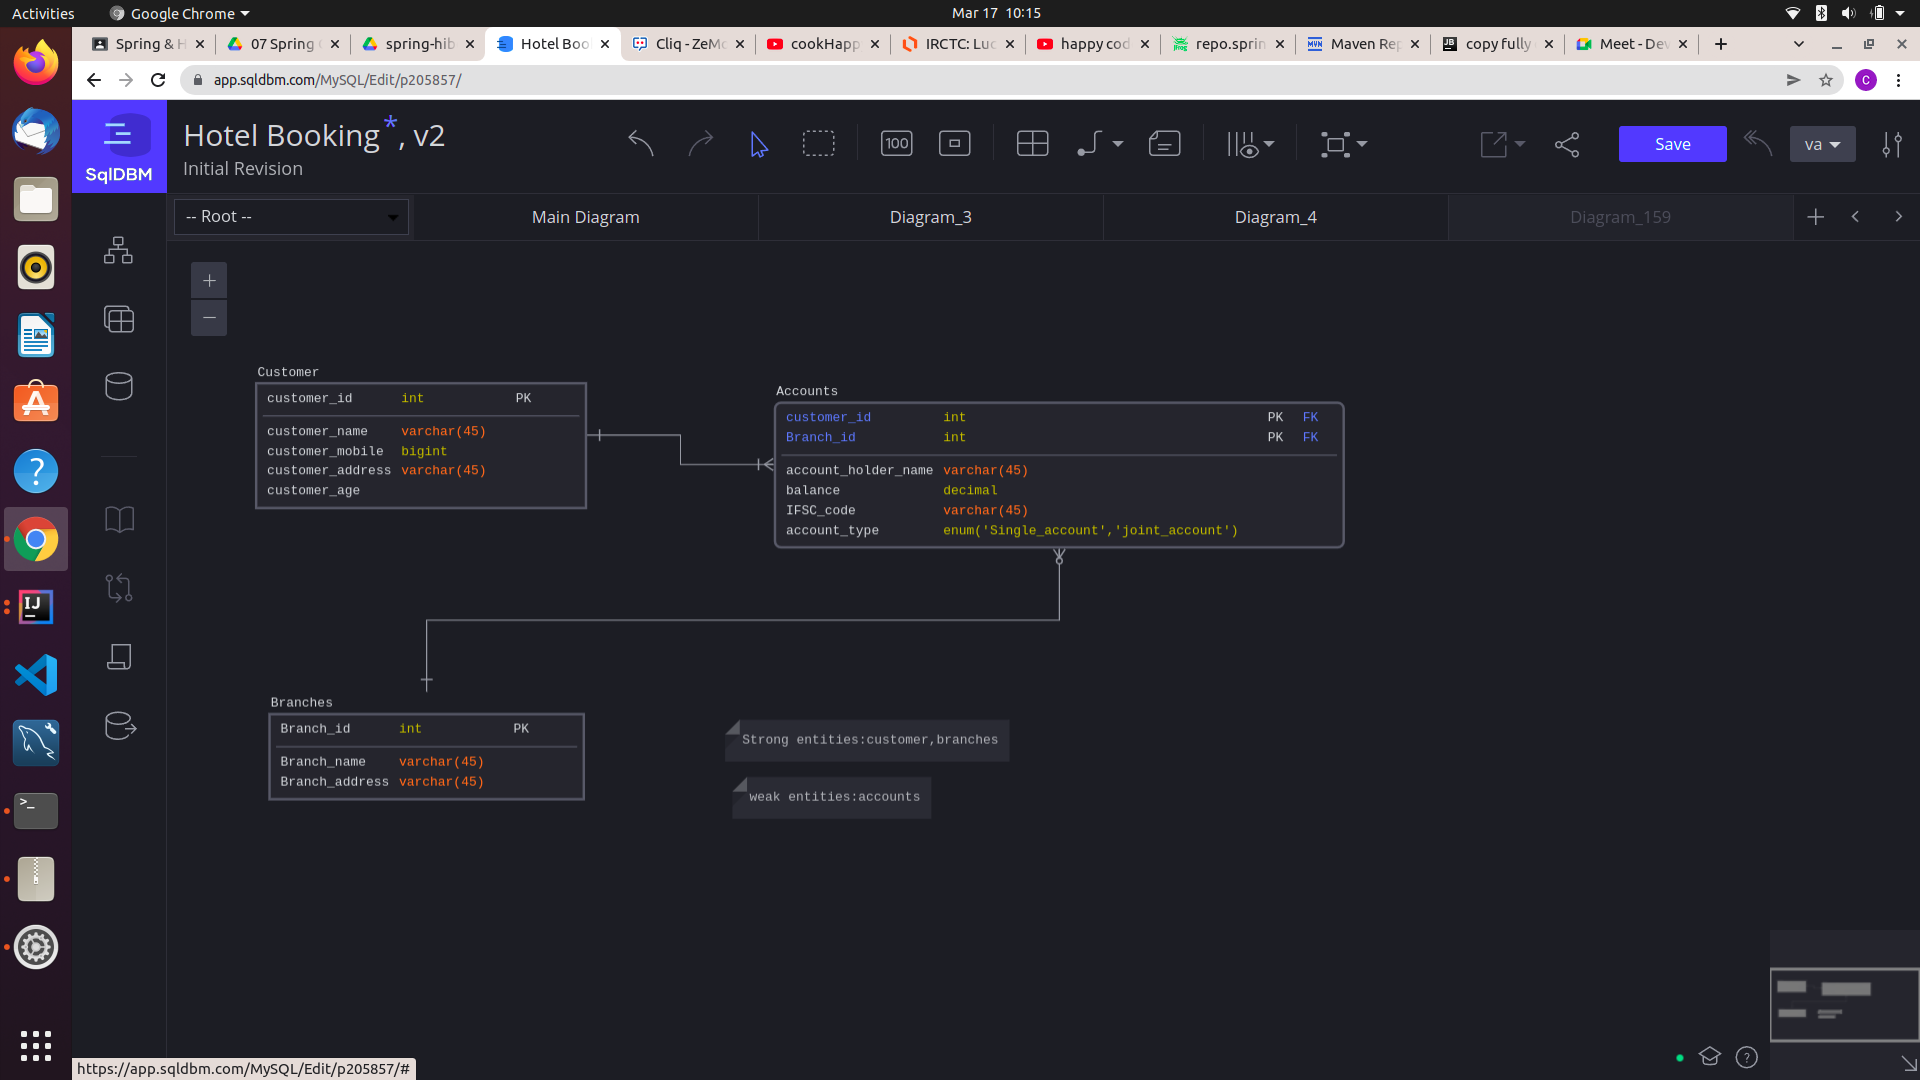 Activities
Google Chrome
Mar 17 10:15
Spring & H
07 Spring
spring-hib
Hotel Boo
Cliq - ZeMo
cookHapp
IRCTC: Luc
happy cod
repo.sprin
Maven Rep
copy fully
Meet - Dev
app.sqldbm.com/MySQL/Edit/p205857/
C
SqlDBM
Hotel Booking*, v2
Initial Revision
100
Save
va
-- Root --
Main Diagram
Diagram_3
Diagram_4
Diagram_159
Customer
customer_id int PK
customer_name varchar(45)
customer_mobile bigint
customer_address varchar(45)
customer_age
Accounts
customer_id int PK FK
Branch_id int PK FK
account_holder_name varchar(45)
balance decimal
IFSC_code varchar(45)
account_type enum('Single_account','joint_account')
Branches
Branch_id int PK
Branch_name varchar(45)
Branch_address varchar(45)
Strong entities:customer,branches
weak entities:accounts
https://app.sqldbm.com/MySQL/Edit/p205857/#